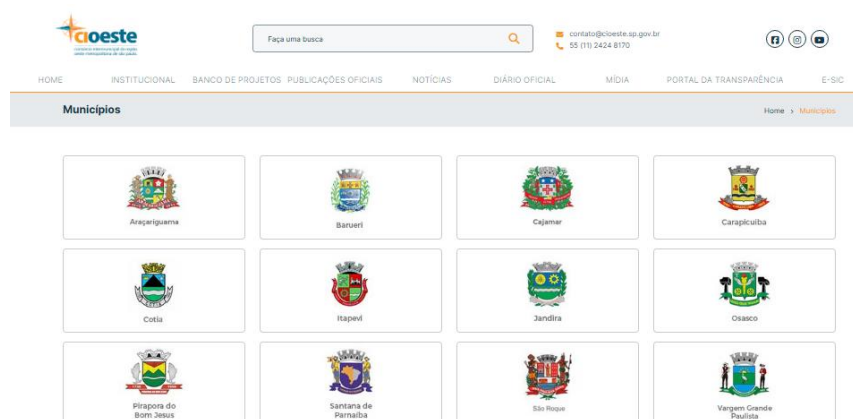 cioeste
Faça uma busca
contato@cioeste.sp.gov.br
55 (11) 2424 8170
HOME INSTITUCIONAL BANCO DE PROJETOS PUBLICAÇÕES OFICIAIS NOTÍCIAS DIÁRIO OFICIAL MÍDIA PORTAL DA TRANSPARÊNCIA E-SIC
Municípios
Home > Municípios
Araçariguama
Barueri
Cajamar
Carapicuíba
Cotia
Itapevi
Jandira
Osasco
Pirapora do
Bom Jesus
Santana de
Parnaíba
São Roque
Vargem Grande
Paulista